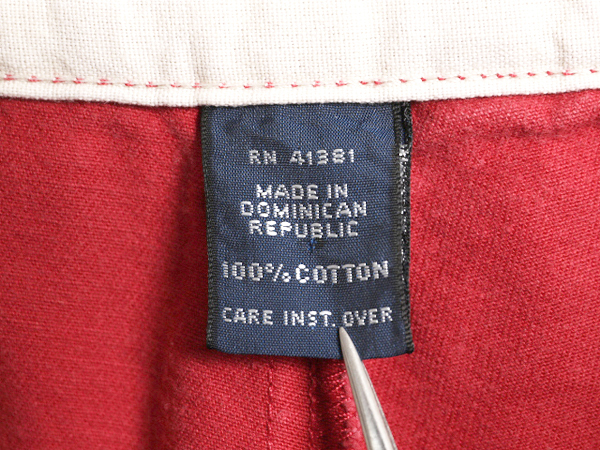 RN 41381
MADE IN
DOMINICAN
REPUBLIC
100% COTTON
CARE INST. OVER